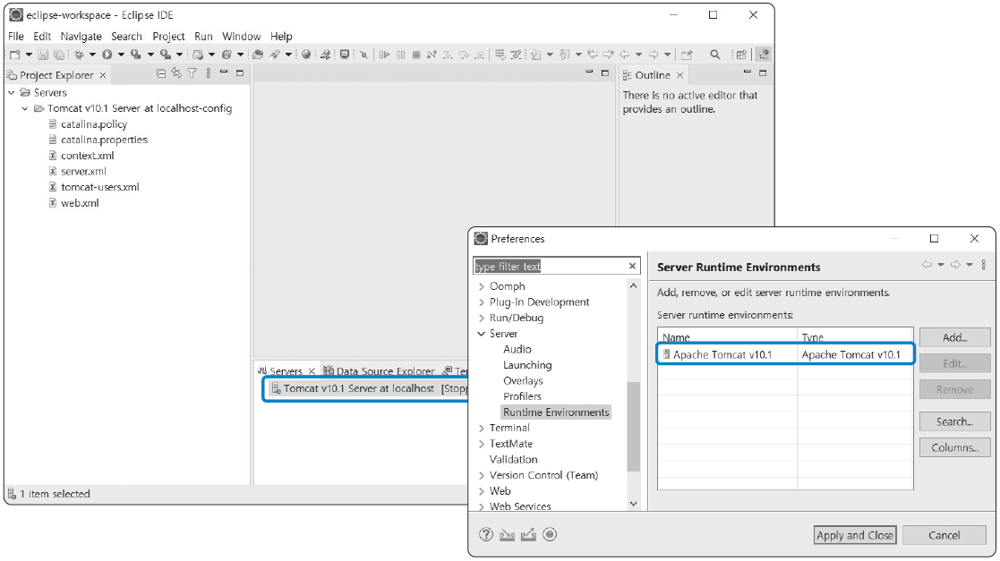 eclipse-workspace - Eclipse IDE
File Edit Navigate Search Project Run Window Help
Project Explorer
Servers
Tomcat v10.1 Server at localhost-config
catalina.policy
catalina.properties
context.xml
server.xml
tomcat-users.xml
web.xml
Outline
There is no active editor that
provides an outline.
Servers Data Source Explorer Ter
Tomcat v10.1 Server at localhost [Stopp
1 item selected
Preferences
type filter text
Oomph
Plug-in Development
Run/Debug
Server
Audio
Launching
Overlays
Profilers
Runtime Environments
Terminal
TextMate
Validation
Version Control (Team)
Web
Web Services
Server Runtime Environments
Add, remove, or edit server runtime environments.
Server runtime environments:
Name Type
Apache Tomcat v10.1 Apache Tomcat v10.1
Add...
Edit...
Remove
Search...
Columns...
Apply and Close Cancel